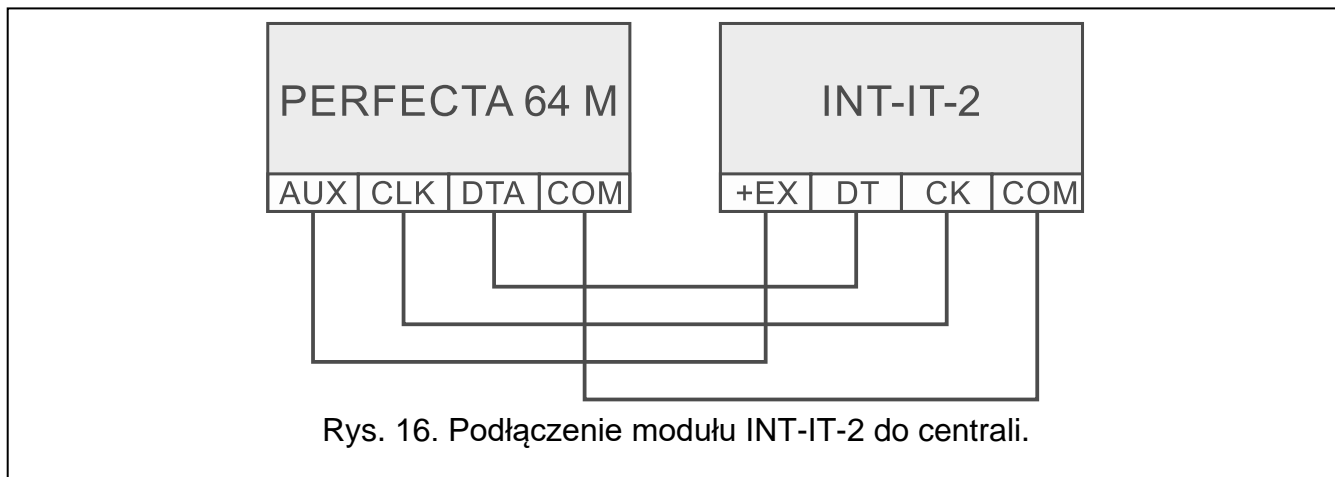 PERFECTA 64 M INT-IT-2
AUX CLK DTA COM +EX DT CK COM
Rys. 16. Podłączenie modułu INT-IT-2 do centrali.